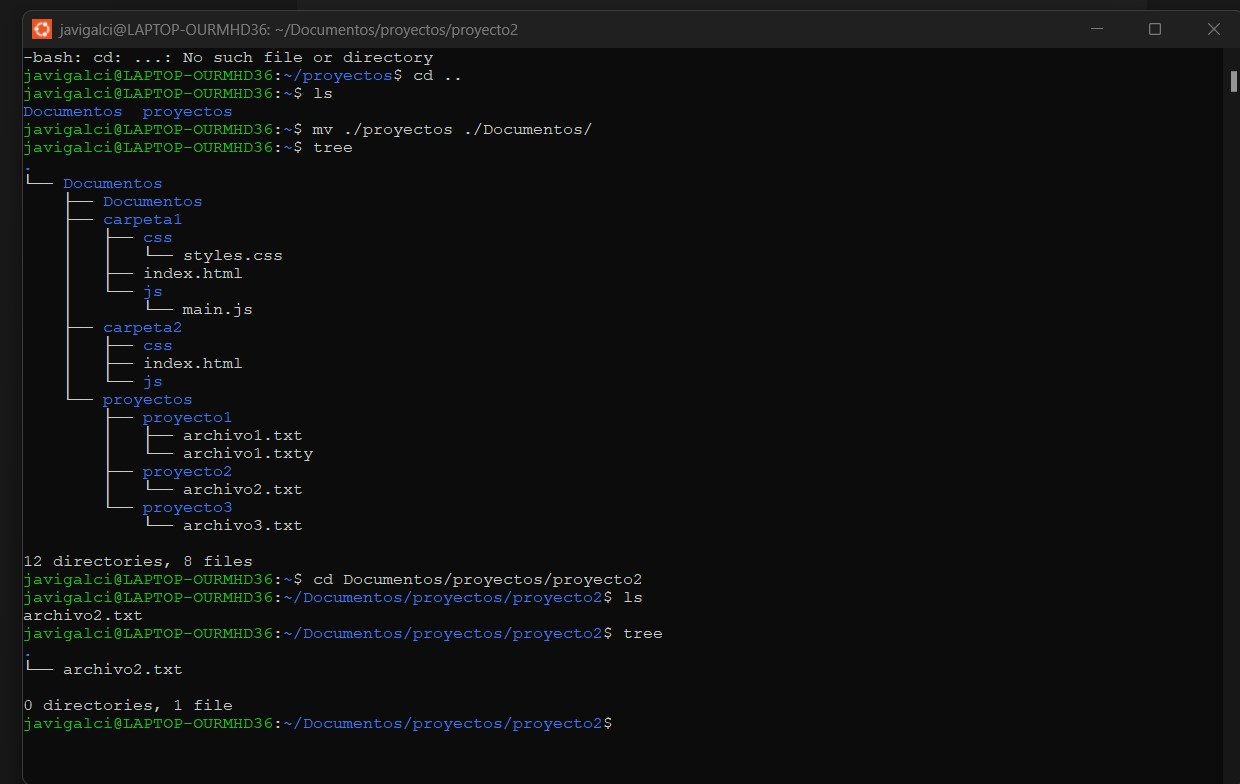 javigalci@LAPTOP-OURMHD36: ~/Documentos/proyectos/proyecto2
-bash: cd: ...: No such file or directory
javigalci@LAPTOP-OURMHD36:~/proyectos$ cd ..
javigalci@LAPTOP-OURMHD36:~$ ls
Documentos  proyectos
javigalci@LAPTOP-OURMHD36:~$ mv ./proyectos ./Documentos/
javigalci@LAPTOP-OURMHD36:~$ tree
.
└── Documentos
    ├── Documentos
    ├── carpeta1
    │   ├── css
    │   │   └── styles.css
    │   ├── index.html
    │   └── js
    │       └── main.js
    ├── carpeta2
    │   ├── css
    │   ├── index.html
    │   └── js
    └── proyectos
        ├── proyecto1
        │   ├── archivo1.txt
        │   └── archivo1.txty
        ├── proyecto2
        │   └── archivo2.txt
        └── proyecto3
            └── archivo3.txt
12 directories, 8 files
javigalci@LAPTOP-OURMHD36:~$ cd Documentos/proyectos/proyecto2
javigalci@LAPTOP-OURMHD36:~/Documentos/proyectos/proyecto2$ ls
archivo2.txt
javigalci@LAPTOP-OURMHD36:~/Documentos/proyectos/proyecto2$ tree
.
└── archivo2.txt
0 directories, 1 file
javigalci@LAPTOP-OURMHD36:~/Documentos/proyectos/proyecto2$